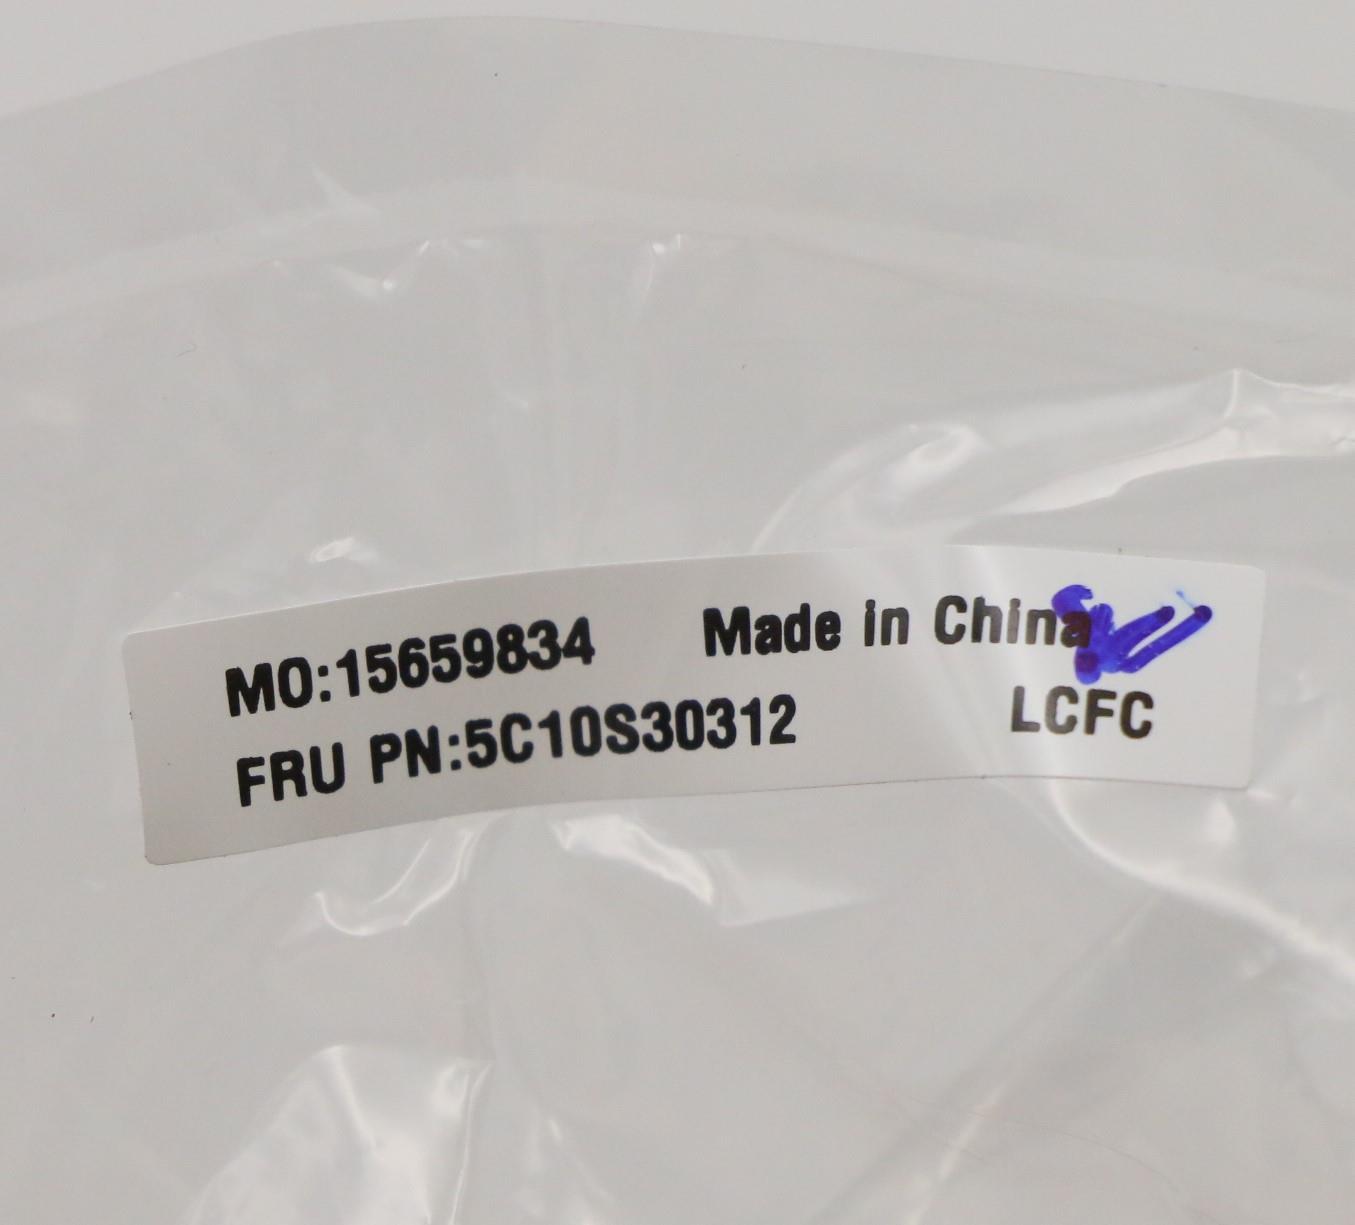 MO:15659834 Made in China
FRU PN:5C10S30312 LCFC